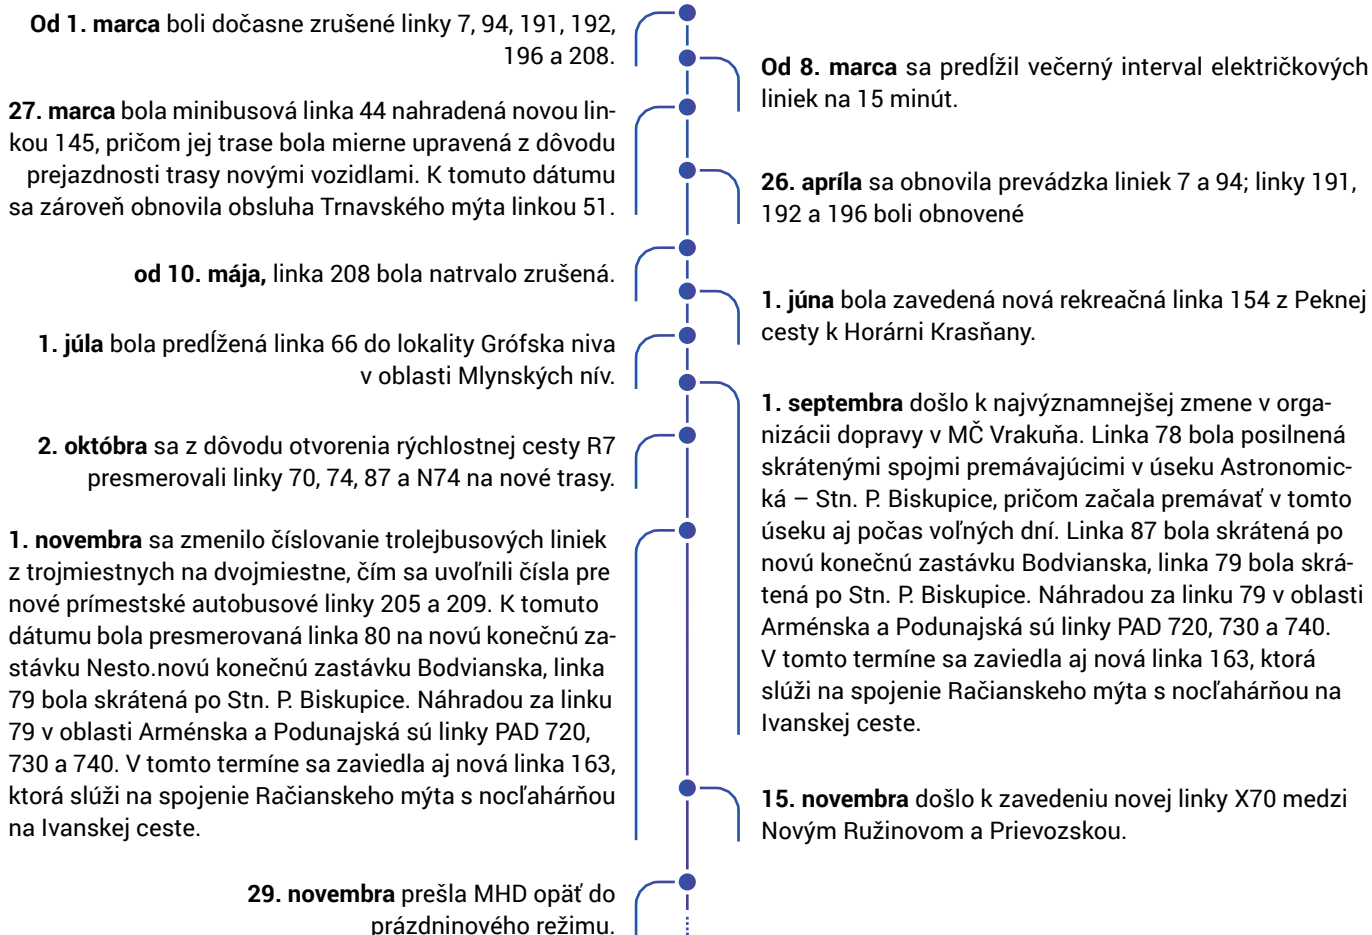 Od 1. marca boli dočasne zrušené linky 7, 94, 191, 192,
196 a 208.
Od 8. marca sa predĺžil večerný interval električkových
liniek na 15 minút.
27. marca bola minibusová linka 44 nahradená novou lin-
kou 145, pričom jej trase bola mierne upravená z dôvodu
prejazdnosti trasy novými vozidlami. K tomuto dátumu
sa zároveň obnovila obsluha Trnavského mýta linkou 51.
26. apríla sa obnovila prevádzka liniek 7 a 94; linky 191,
192 a 196 boli obnovené
od 10. mája, linka 208 bola natrvalo zrušená.
1. júna bola zavedená nová rekreačná linka 154 z Peknej
cesty k Horárni Krasňany.
1. júla bola predĺžená linka 66 do lokality Grófska niva
v oblasti Mlynských nív.
1. septembra došlo k najvýznamnejšej zmene v orga-
nizácii dopravy v MČ Vrakuňa. Linka 78 bola posilnená
skrátenými spojmi premávajúcimi v úseku Astronomic-
ká – Stn. P. Biskupice, pričom začala premávať v tomto
úseku aj počas voľných dní. Linka 87 bola skrátená po
novú konečnú zastávku Bodvianska, linka 79 bola skrá-
tená po Stn. P. Biskupice. Náhradou za linku 79 v oblasti
Arménska a Podunajská sú linky PAD 720, 730 a 740.
V tomto termíne sa zaviedla aj nová linka 163, ktorá
slúži na spojenie Račianskeho mýta s nocľahárňou na
Ivanskej ceste.
2. októbra sa z dôvodu otvorenia rýchlostnej cesty R7
presmerovali linky 70, 74, 87 a N74 na nové trasy.
1. novembra sa zmenilo číslovanie trolejbusových liniek
z trojmiestnych na dvojmiestne, čím sa uvoľnili čísla pre
nové prímestské autobusové linky 205 a 209. K tomuto
dátumu bola presmerovaná linka 80 na novú konečnú za-
stávku Nesto.novú konečnú zastávku Bodvianska, linka
79 bola skrátená po Stn. P. Biskupice. Náhradou za linku
79 v oblasti Arménska a Podunajská sú linky PAD 720,
730 a 740. V tomto termíne sa zaviedla aj nová linka 163,
ktorá slúži na spojenie Račianskeho mýta s nocľahárňou
na Ivanskej ceste.
15. novembra došlo k zavedeniu novej linky X70 medzi
Novým Ružinovom a Prievozskou.
29. novembra prešla MHD opäť do
prázdninového režimu.